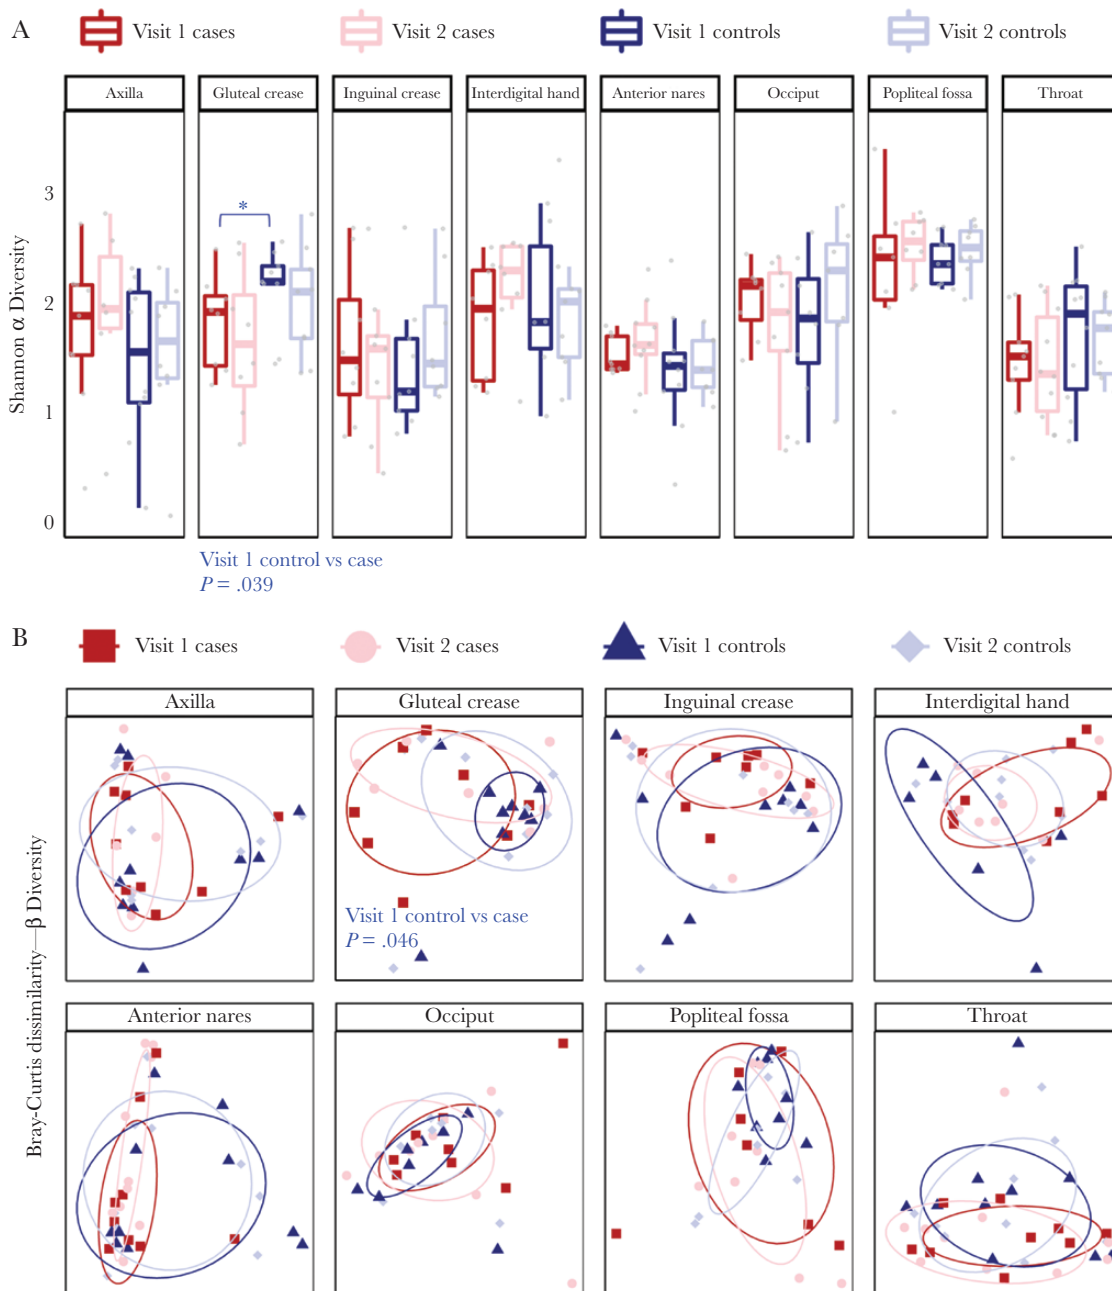 A
Visit 1 cases
Visit 2 cases
Visit 1 controls
Visit 2 controls
Axilla
Gluteal crease
Inguinal crease
Interdigital hand
Anterior nares
Occiput
Popliteal fossa
Throat
Shannon α Diversity
3
2
1
0
*
Visit 1 control vs case
P = .039
B
Visit 1 cases
Visit 2 cases
Visit 1 controls
Visit 2 controls
Bray-Curtis dissimilarity—β Diversity
Axilla
Gluteal crease
Inguinal crease
Interdigital hand
Visit 1 control vs case
P = .046
Anterior nares
Occiput
Popliteal fossa
Throat